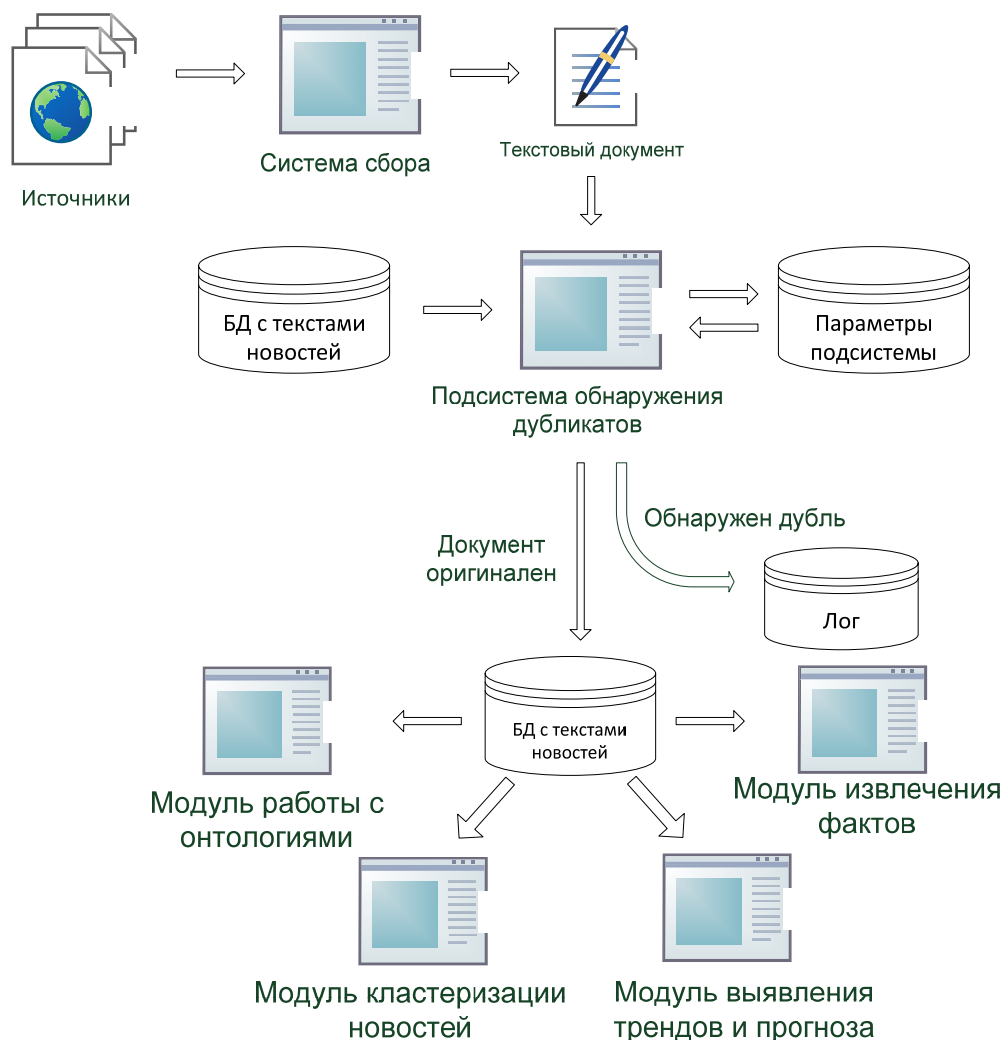 Источники
Система сбора
Текстовый документ
БД с текстами
новостей
Подсистема обнаружения
дубликатов
Параметры
подсистемы
Документ
оригинален
Обнаружен дубль
Лог
БД с текстами
новостей
Модуль работы с
онтологиями
Модуль извлечения
фактов
Модуль кластеризации
новостей
Модуль выявления
трендов и прогноза